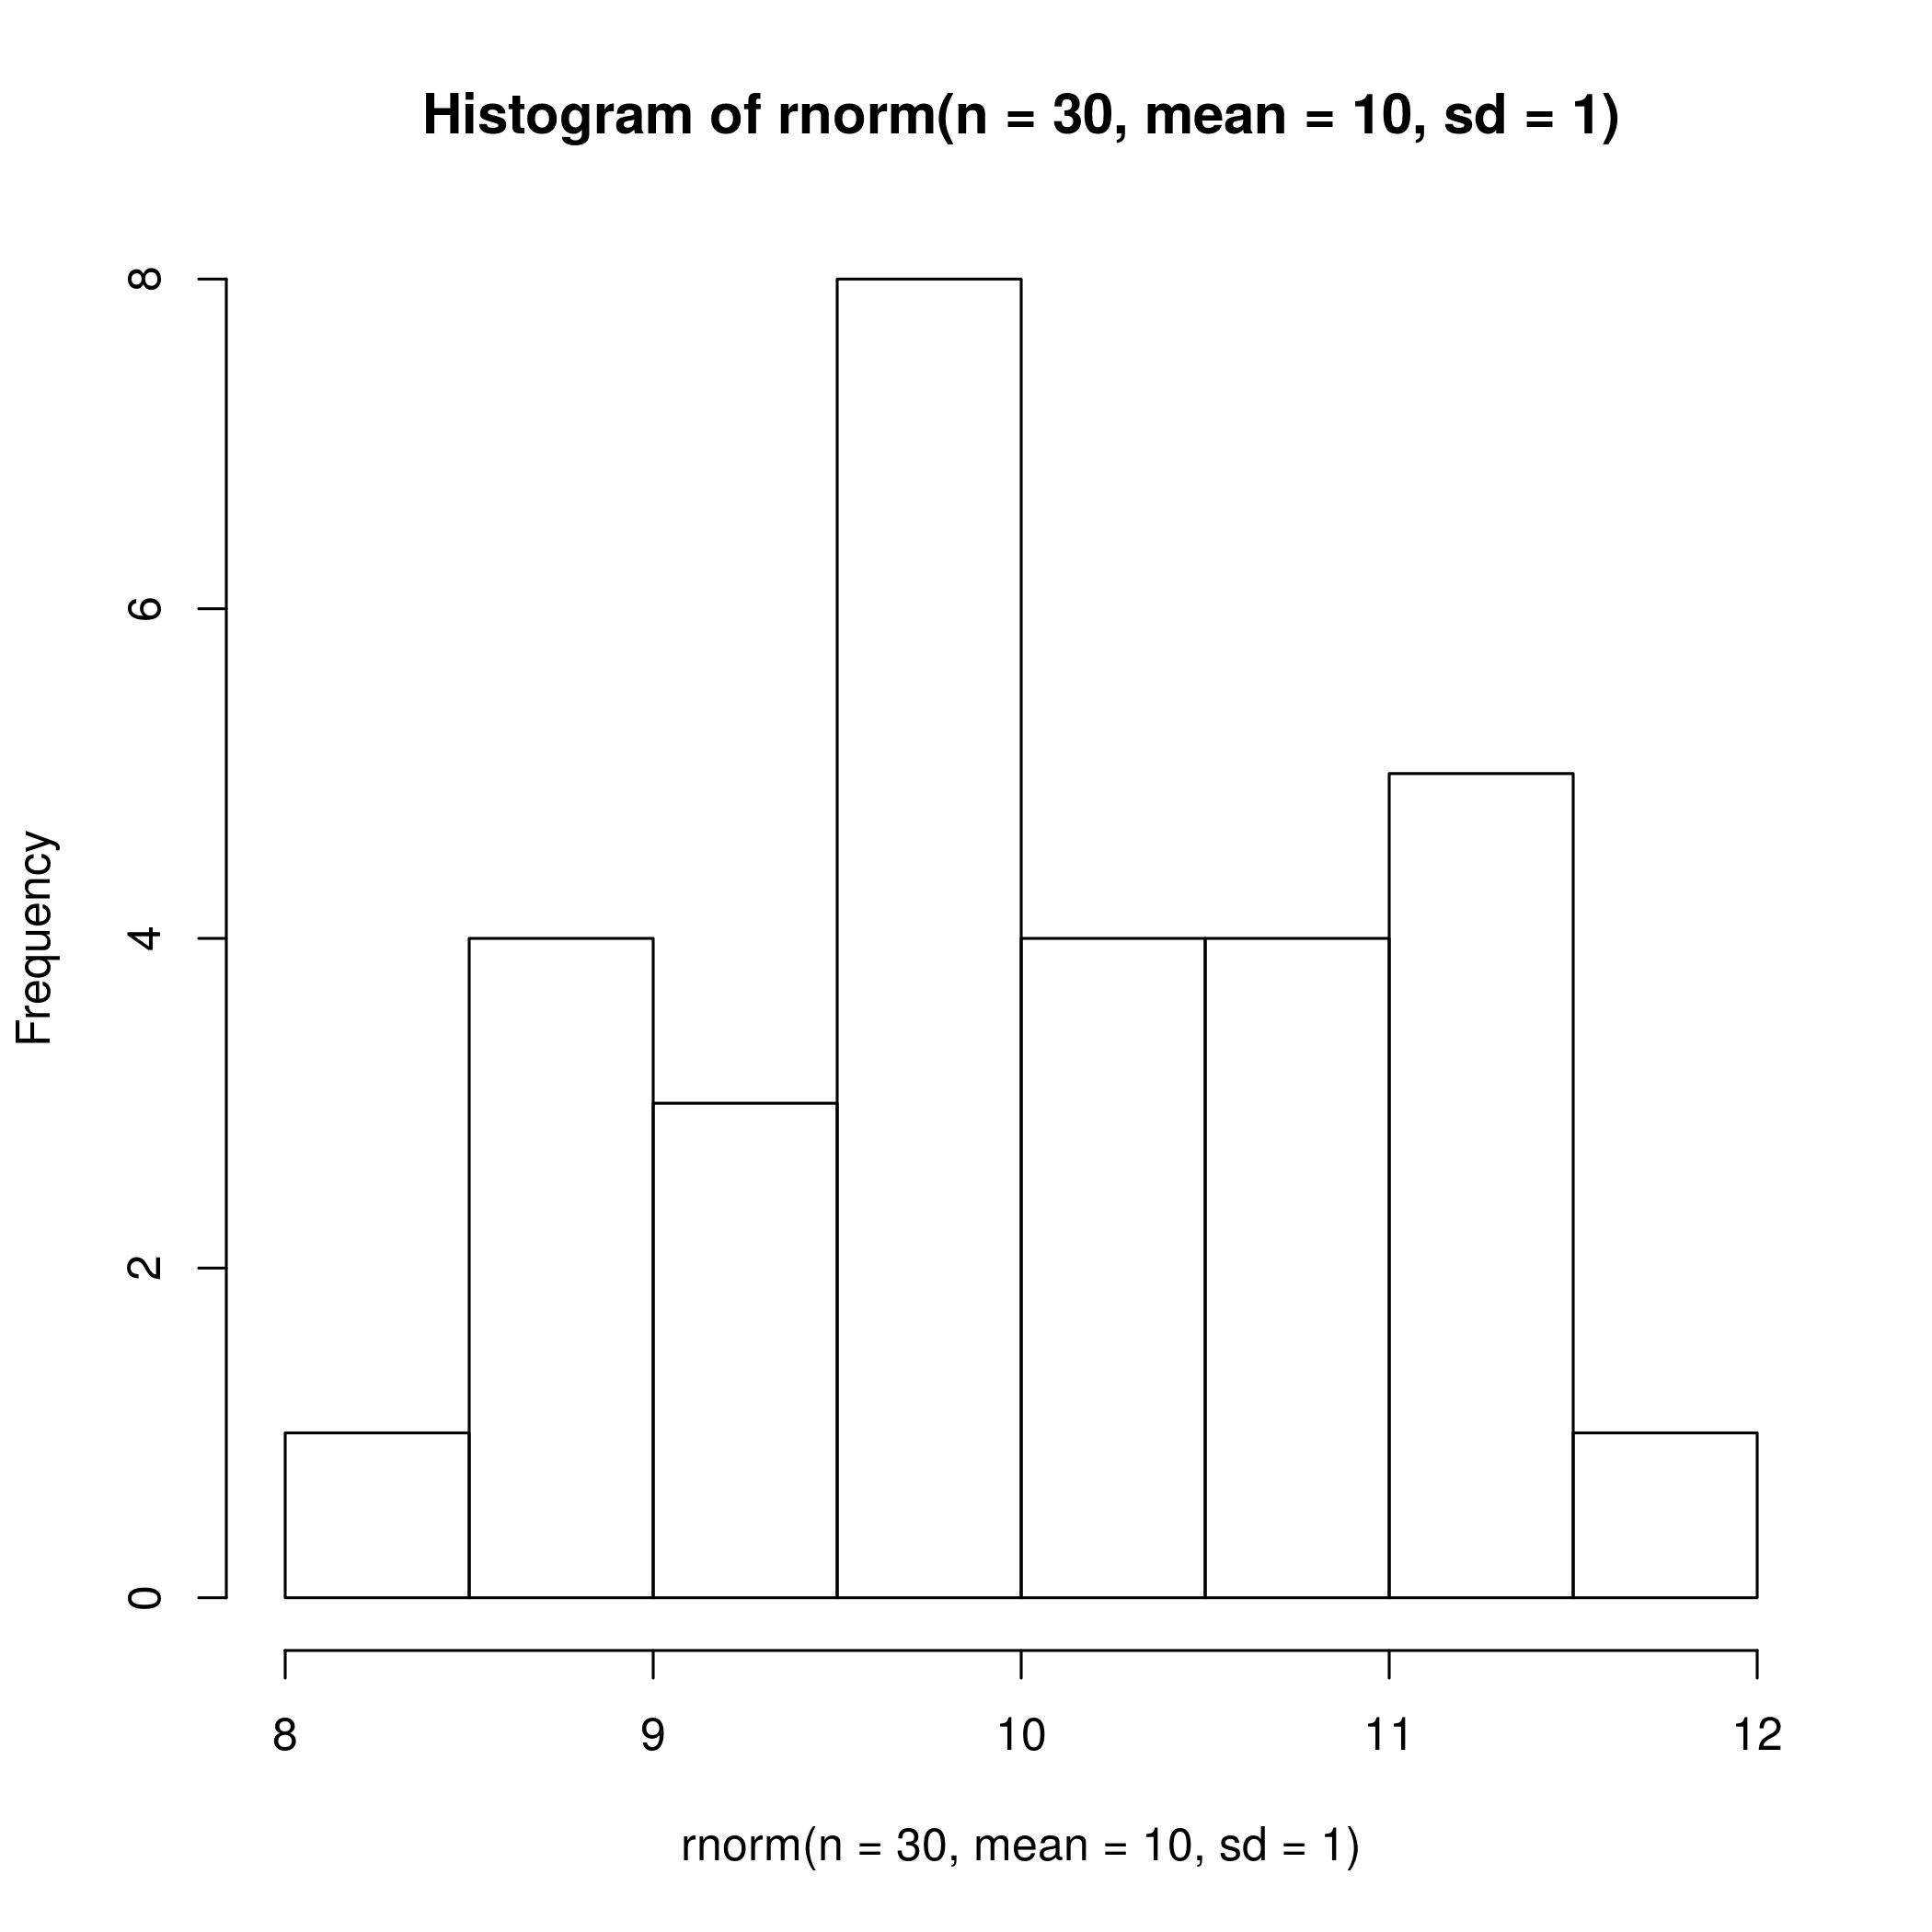 Histogram of rnorm(n = 30, mean = 10, sd = 1)
Frequency
8
6
4
2
0
8 9 10 11 12
rnorm(n = 30, mean = 10, sd = 1)